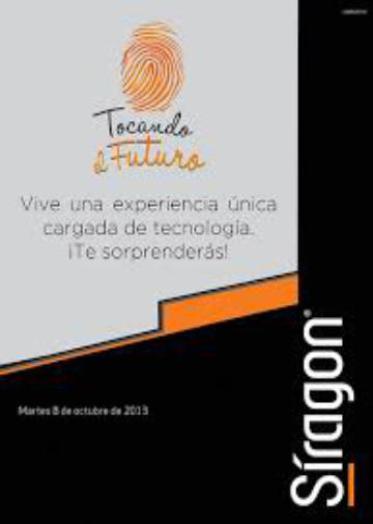 Tocando
el Futuro
Vive una experiencia única
cargada de tecnología.
¡Te sorprenderás!
Martes 8 de octubre de 2013
Síragon